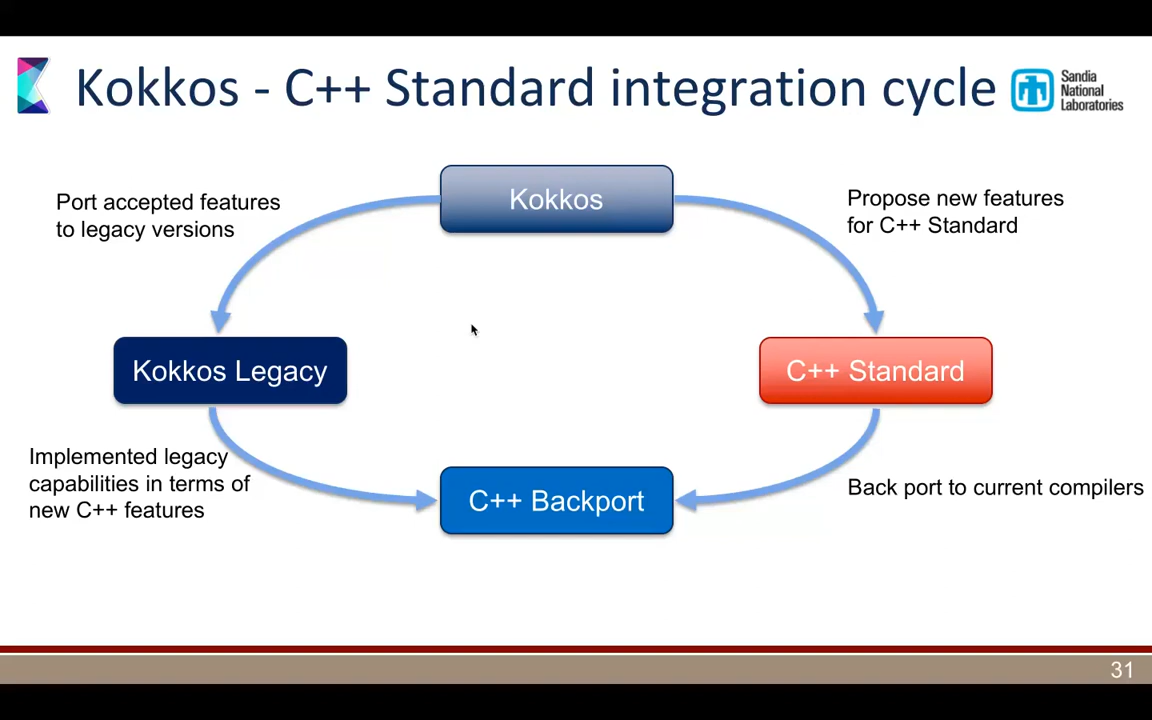 Kokkos - C++ Standard integration cycle
Sandia
National
Laboratories
Port accepted features
to legacy versions
Kokkos
Propose new features
for C++ Standard
Kokkos Legacy
C++ Standard
Implemented legacy
capabilities in terms of
new C++ features
C++ Backport
Back port to current compilers
31